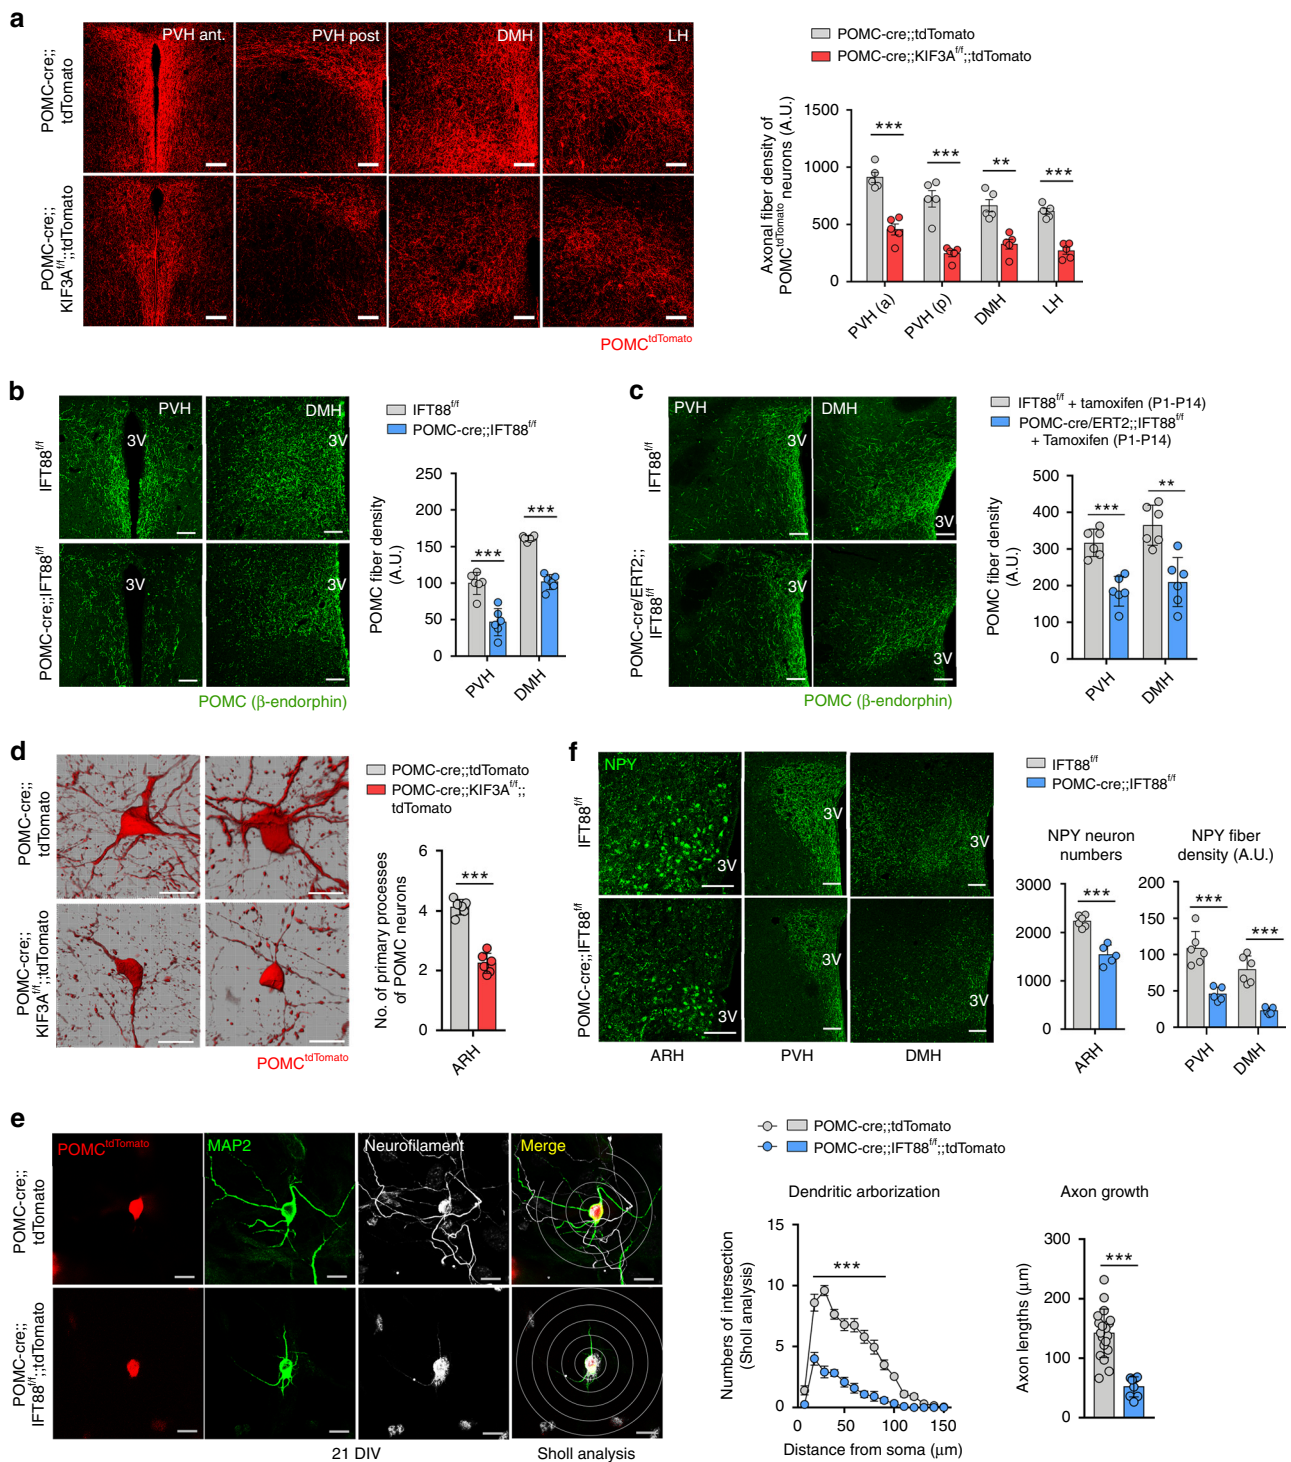 a
POMC-cre;;
tdTomato
POMC-cre;;
KIF3A^f/f;;tdTomato
PVH ant.
PVH post
DMH
LH
POMC^tdTomato
POMC-cre;;tdTomato
POMC-cre;;KIF3A^f/f;;tdTomato
Axonal fiber density of
POMC^tdTomato neurons (A.U.)
1500
1000
500
0
***
***
**
***
PVH (a)
PVH (p)
DMH
LH
b
IFT88^f/f
POMC-cre;;IFT88^f/f
PVH
DMH
3V
3V
3V
3V
POMC (β-endorphin)
IFT88^f/f
POMC-cre;;IFT88^f/f
POMC fiber density
(A.U.)
250
200
150
100
50
0
***
***
PVH
DMH
c
IFT88^f/f
POMC-cre/ERT2;;
IFT88^f/f
PVH
DMH
3V
3V
3V
3V
POMC (β-endorphin)
IFT88^f/f + tamoxifen (P1-P14)
POMC-cre/ERT2;;IFT88^f/f
+ Tamoxifen (P1-P14)
POMC fiber density
(A.U.)
500
400
300
200
100
0
***
**
PVH
DMH
d
POMC-cre;;
tdTomato
POMC-cre;;
KIF3A^f/f;;tdTomato
POMC^tdTomato
POMC-cre;;tdTomato
POMC-cre;;KIF3A^f/f;;
tdTomato
No. of primary processes
of POMC neurons
6
4
2
0
***
ARH
f
IFT88^f/f
POMC-cre;;IFT88^f/f
NPY
3V
3V
3V
3V
3V
3V
ARH
PVH
DMH
IFT88^f/f
POMC-cre;;IFT88^f/f
NPY neuron
numbers
3000
2000
1000
0
***
ARH
NPY fiber
density (A.U.)
200
150
100
50
0
***
***
PVH
DMH
e
POMC-cre;;
tdTomato
POMC-cre;;
IFT88^f/f;;tdTomato
POMC^tdTomato
MAP2
Neurofilament
Merge
21 DIV
Sholl analysis
POMC-cre;;tdTomato
POMC-cre;;IFT88^f/f;;tdTomato
Dendritic arborization
Numbers of intersection
(Sholl analysis)
15
10
5
0
***
0
50
100
150
Distance from soma (μm)
Axon growth
Axon lengths (μm)
300
200
100
0
***